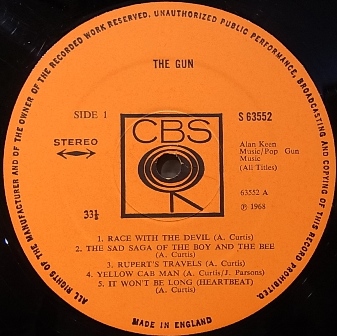 ALL RIGHTS OF THE MANUFACTURER AND OF THE OWNER OF THE RECORDED WORK RESERVED. UNAUTHORIZED PUBLIC PERFORMANCE, BROADCASTING AND COPYING OF THIS RECORD PROHIBITED.
THE GUN
SIDE 1
S 63552
CBS
STEREO
Alan Keen
Music/Pop Gun
Music
(All Titles)
63552 A
33⅓
℗ 1968
1. RACE WITH THE DEVIL (A. Curtis)
2. THE SAD SAGA OF THE BOY AND THE BEE
(A. Curtis)
3. RUPERT'S TRAVELS (A. Curtis)
4. YELLOW CAB MAN (A. Curtis/J. Parsons)
5. IT WON'T BE LONG (HEARTBEAT)
(A. Curtis)
MADE IN ENGLAND